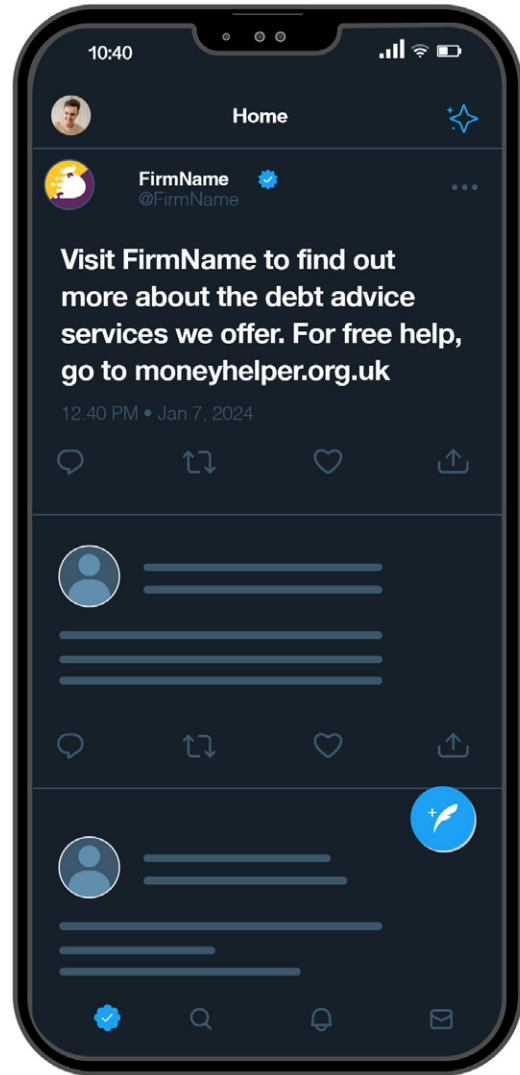 10:40
Home
FirmName
@FirmName
Visit FirmName to find out
more about the debt advice
services we offer. For free help,
go to moneyhelper.org.uk
12.40 PM • Jan 7, 2024